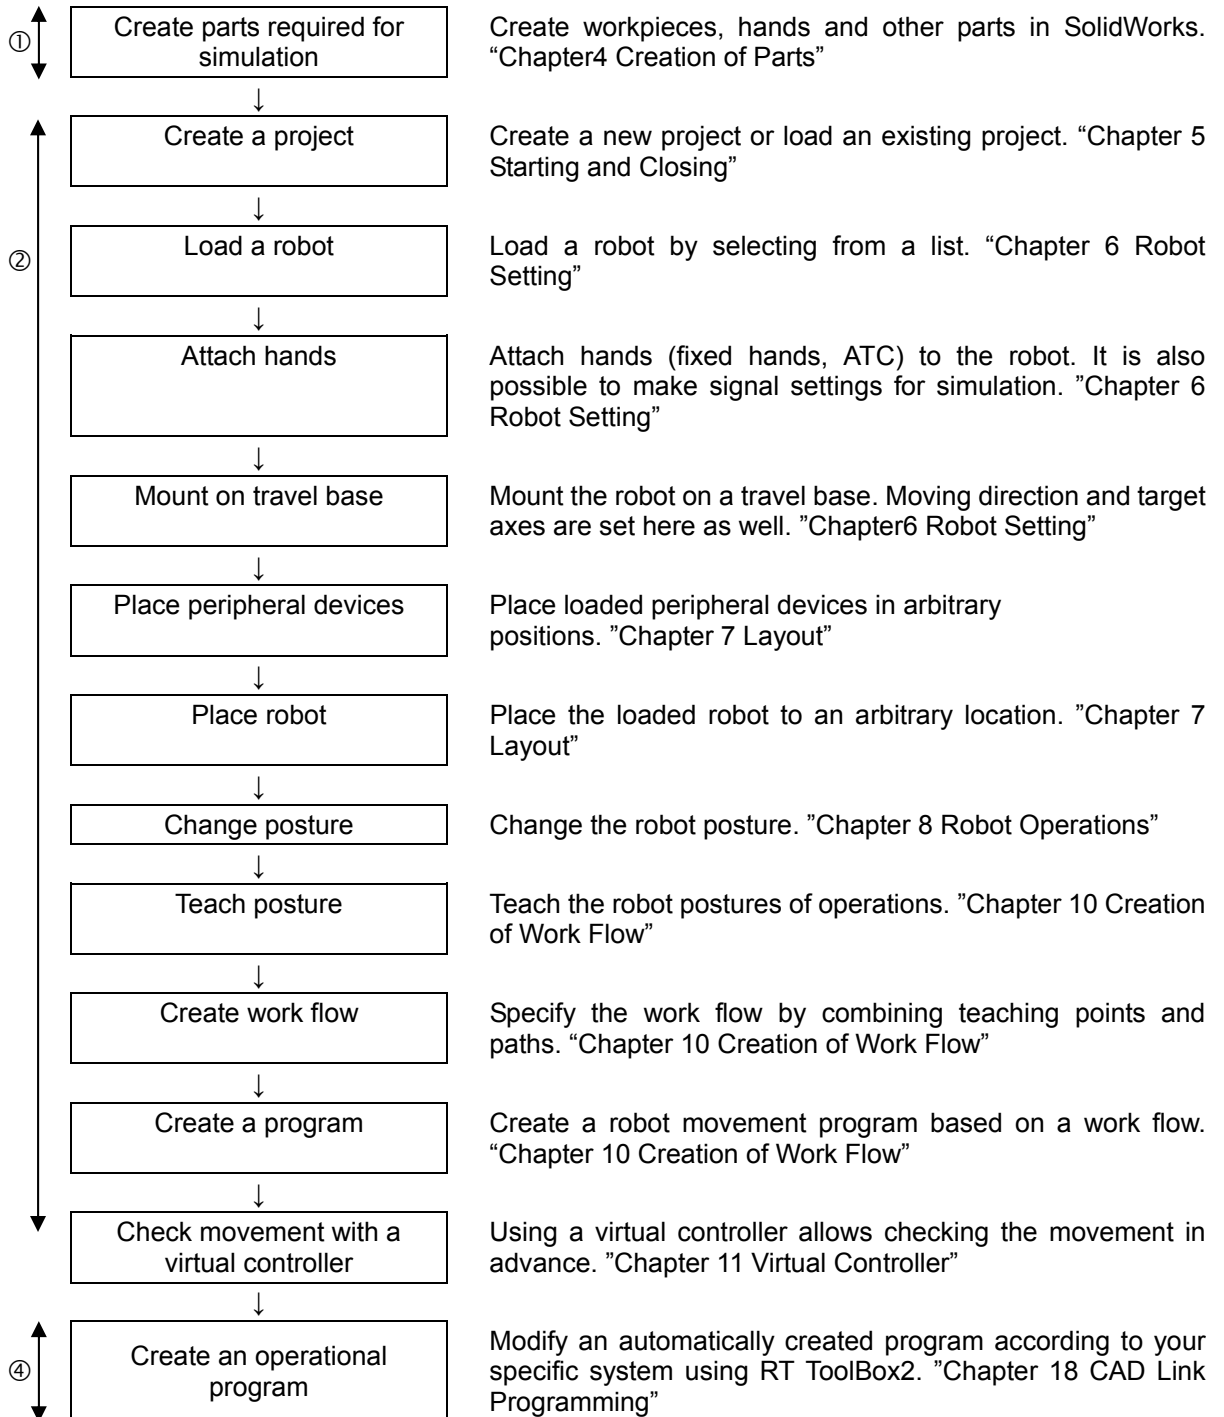 ①
Create parts required for
simulation
Create workpieces, hands and other parts in SolidWorks.
“Chapter4 Creation of Parts”
↓
Create a project
Create a new project or load an existing project. “Chapter 5
Starting and Closing”
↓
②
Load a robot
Load a robot by selecting from a list. “Chapter 6 Robot
Setting”
↓
Attach hands
Attach hands (fixed hands, ATC) to the robot. It is also
possible to make signal settings for simulation. ”Chapter 6
Robot Setting”
↓
Mount on travel base
Mount the robot on a travel base. Moving direction and target
axes are set here as well. ”Chapter6 Robot Setting”
↓
Place peripheral devices
Place loaded peripheral devices in arbitrary
positions. ”Chapter 7 Layout”
↓
Place robot
Place the loaded robot to an arbitrary location. ”Chapter 7
Layout”
↓
Change posture
Change the robot posture. ”Chapter 8 Robot Operations”
↓
Teach posture
Teach the robot postures of operations. ”Chapter 10 Creation
of Work Flow”
↓
Create work flow
Specify the work flow by combining teaching points and
paths. “Chapter 10 Creation of Work Flow”
↓
Create a program
Create a robot movement program based on a work flow.
“Chapter 10 Creation of Work Flow”
↓
Check movement with a
virtual controller
Using a virtual controller allows checking the movement in
advance. ”Chapter 11 Virtual Controller”
↓
④
Create an operational
program
Modify an automatically created program according to your
specific system using RT ToolBox2. ”Chapter 18 CAD Link
Programming”